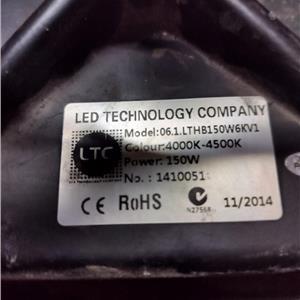 LED TECHNOLOGY COMPANY
Model:06.1.LTHB150W6KV1
Colour:4000K-4500K
LTC
Power: 150W
No. : 1410051
CE RoHS 11/2014
N27568